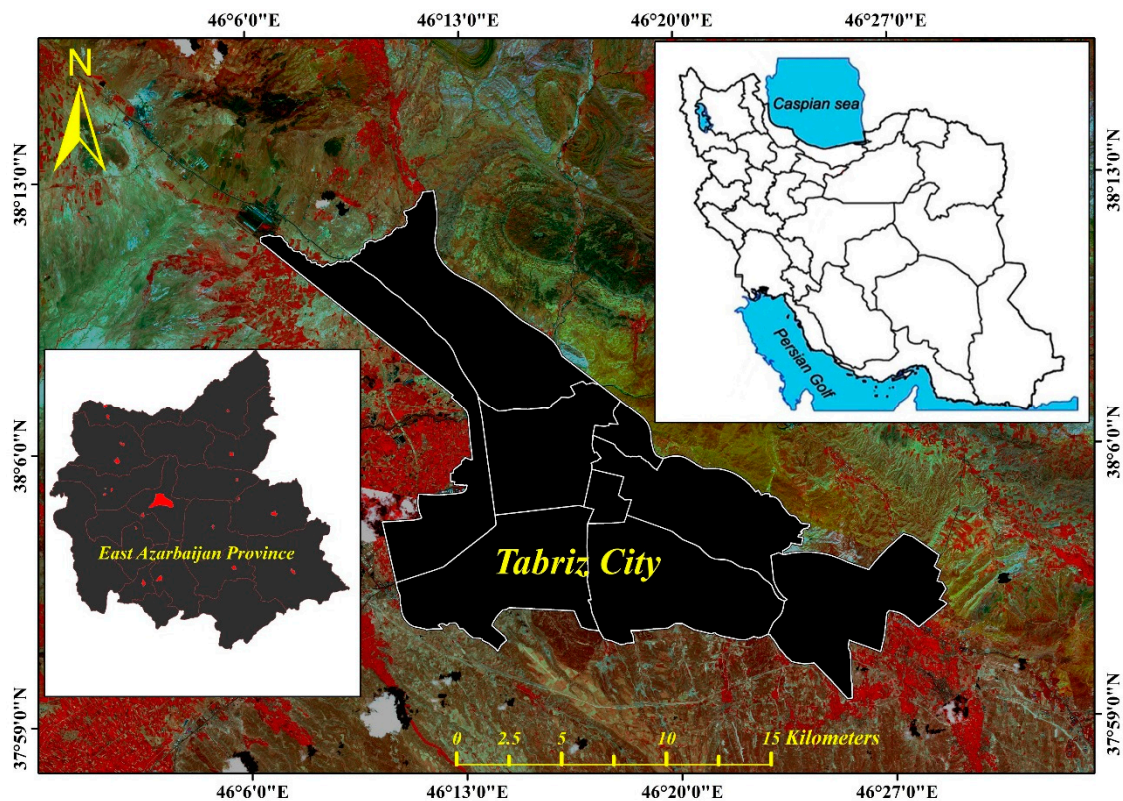 46°6'0"E 46°13'0"E 46°20'0"E 46°27'0"E
N
Caspian sea
38°13'0"N 38°13'0"N
Persian Golf
38°6'0"N 38°6'0"N
East Azarbaijan Province
Tabriz City
37°59'0"N 37°59'0"N
0 2.5 5 10 15 Kilometers
46°6'0"E 46°13'0"E 46°20'0"E 46°27'0"E